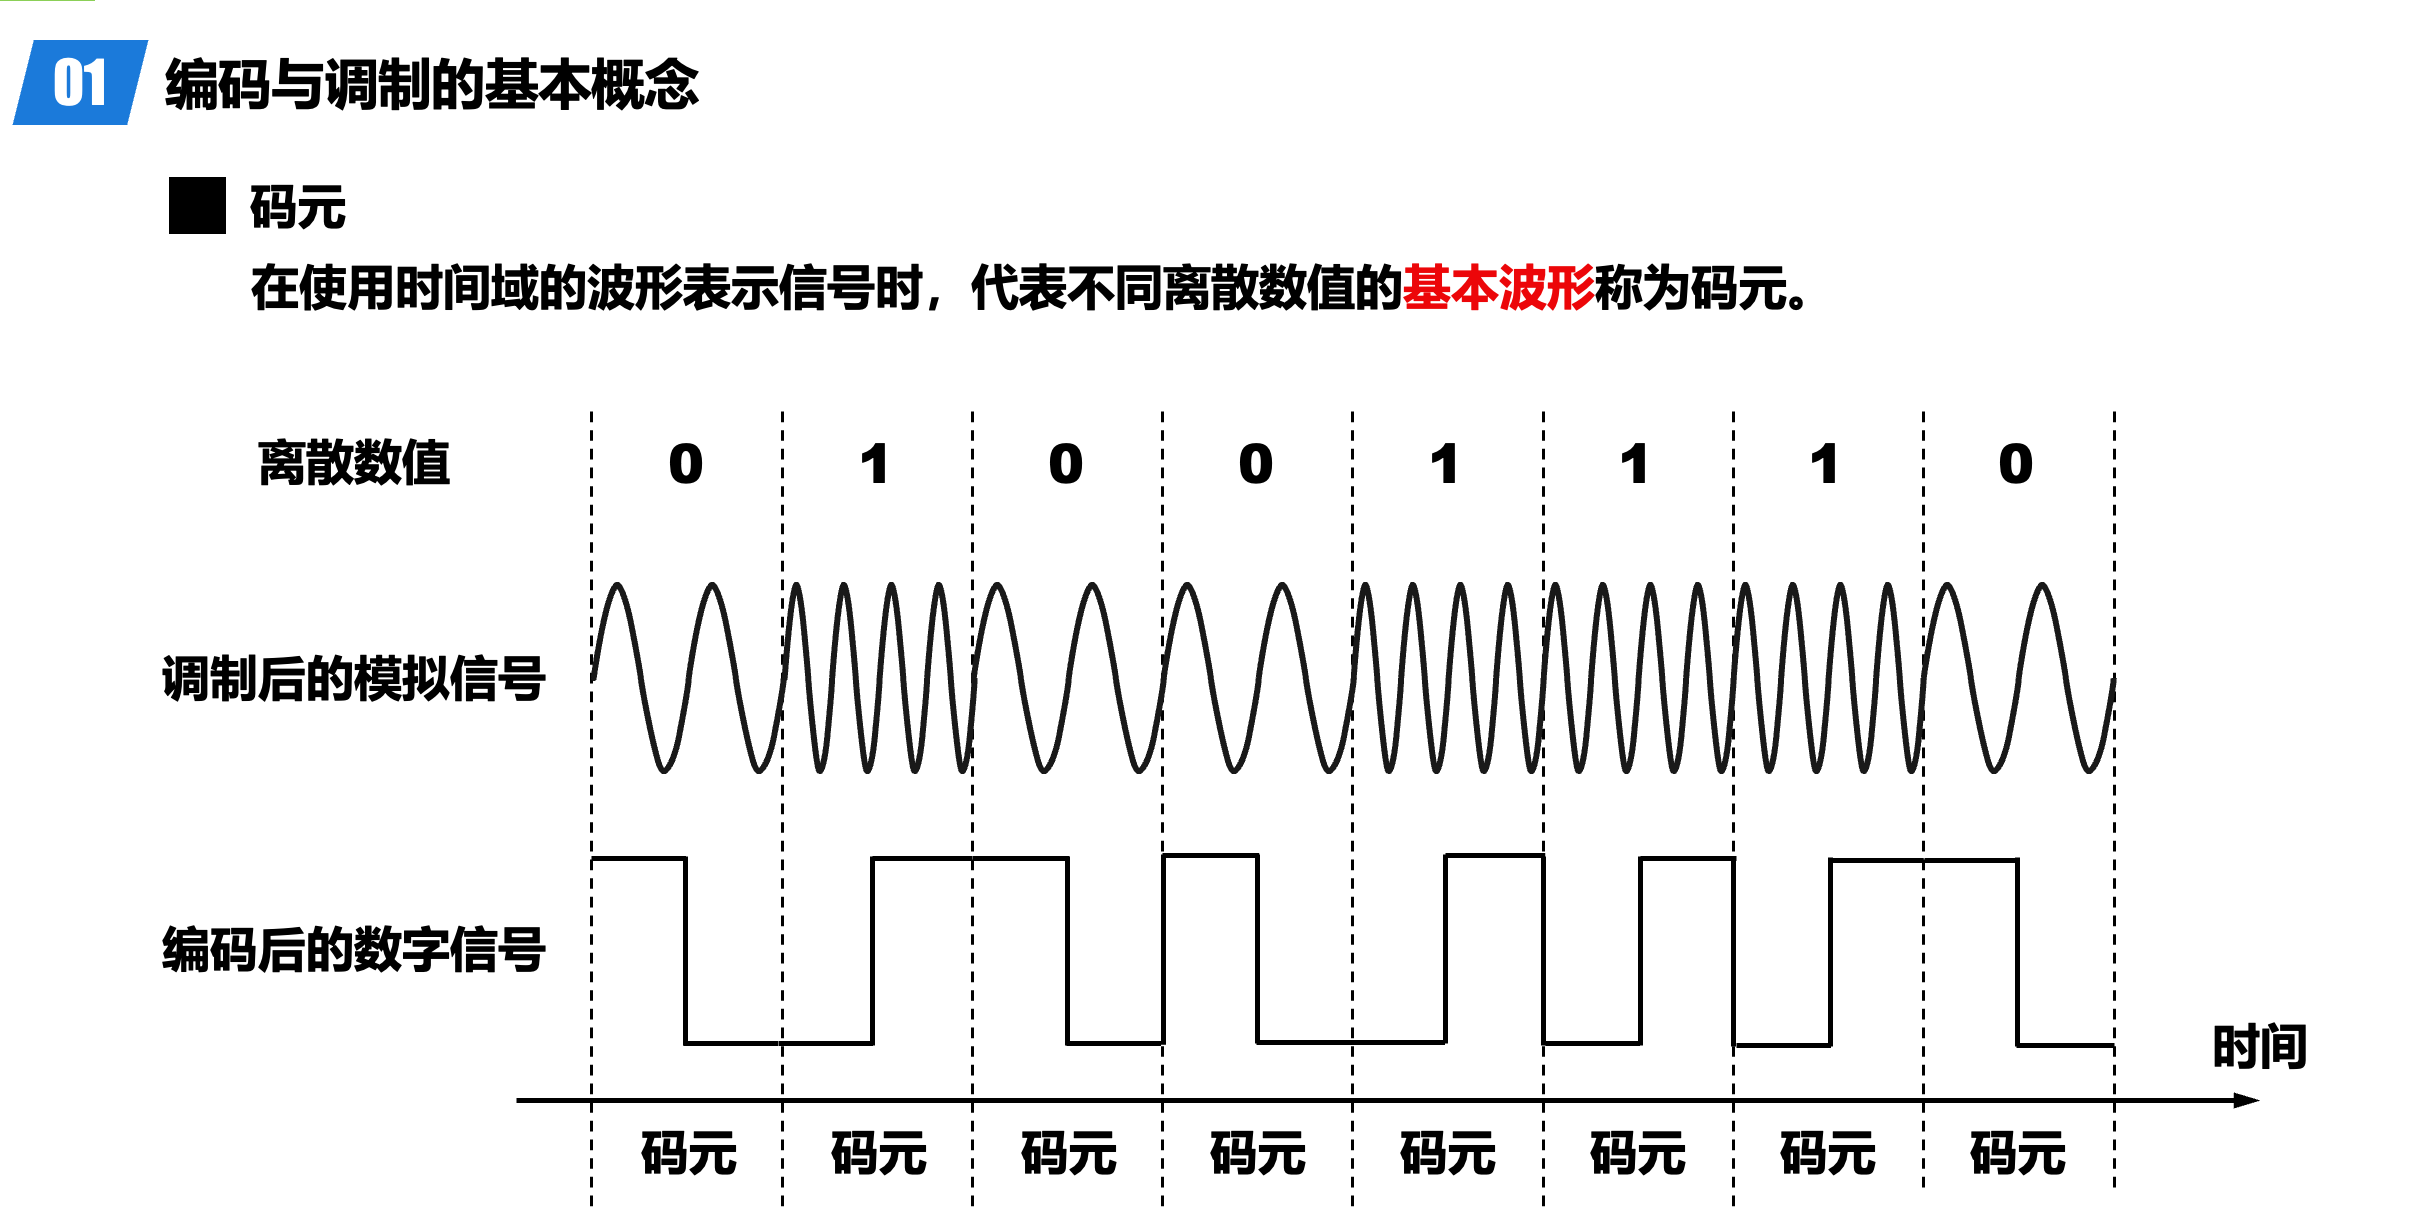 01 编码与调制的基本概念
码元
在使用时间域的波形表示信号时，代表不同离散数值的基本波形称为码元。
离散数值 0 1 0 0 1 1 1 0
调制后的模拟信号
编码后的数字信号
时间
码元 码元 码元 码元 码元 码元 码元 码元